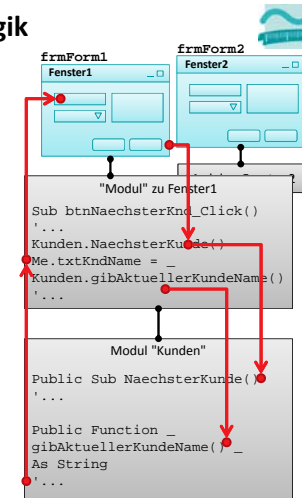 gik
frmForm1
frmForm2
Fenster1
Fenster2
"Modul" zu Fenster1
Sub btnNaechsterKnd_Click()
'...
Kunden.NaechsterKunde()
Me.txtKndName = _
Kunden.gibAktuellerKundeName()
'...
Modul "Kunden"
Public Sub NaechsterKunde()
'...
Public Function _
gibAktuellerKundeName() _
As String
'...